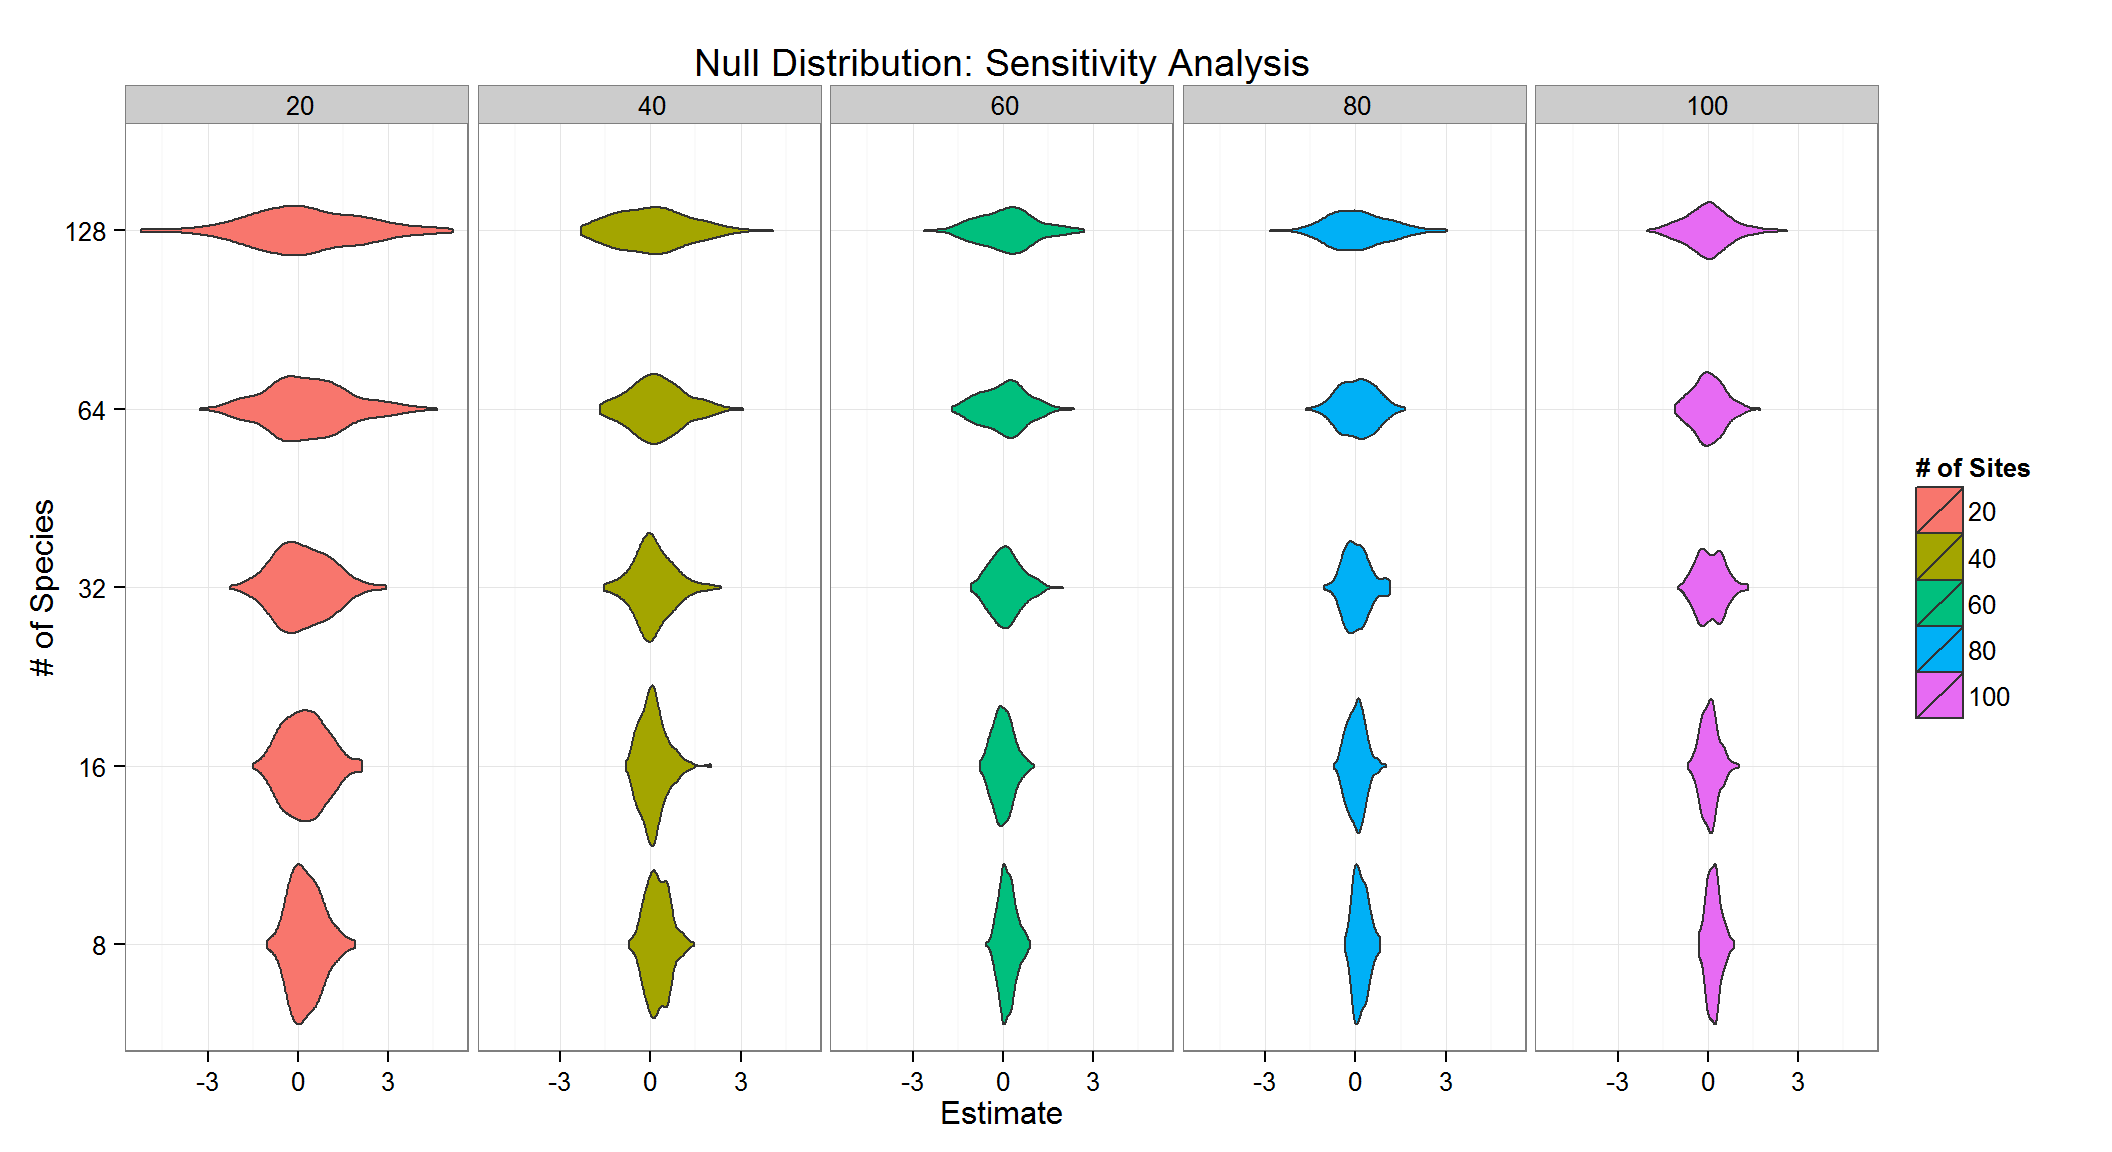 Null Distribution: Sensitivity Analysis
20 40 60 80 100
128
64
32
16
8
# of Species
-3 0 3 -3 0 3 -3 0 3 -3 0 3 -3 0 3
Estimate
# of Sites
20
40
60
80
100